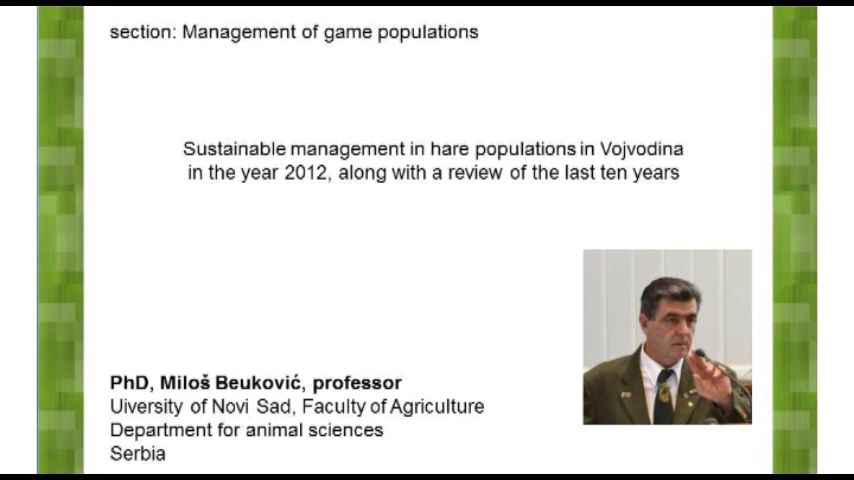 section: Management of game populations
Sustainable management in hare populations in Vojvodina
in the year 2012, along with a review of the last ten years
PhD, Miloš Beuković, professor
Uiversity of Novi Sad, Faculty of Agriculture
Department for animal sciences
Serbia